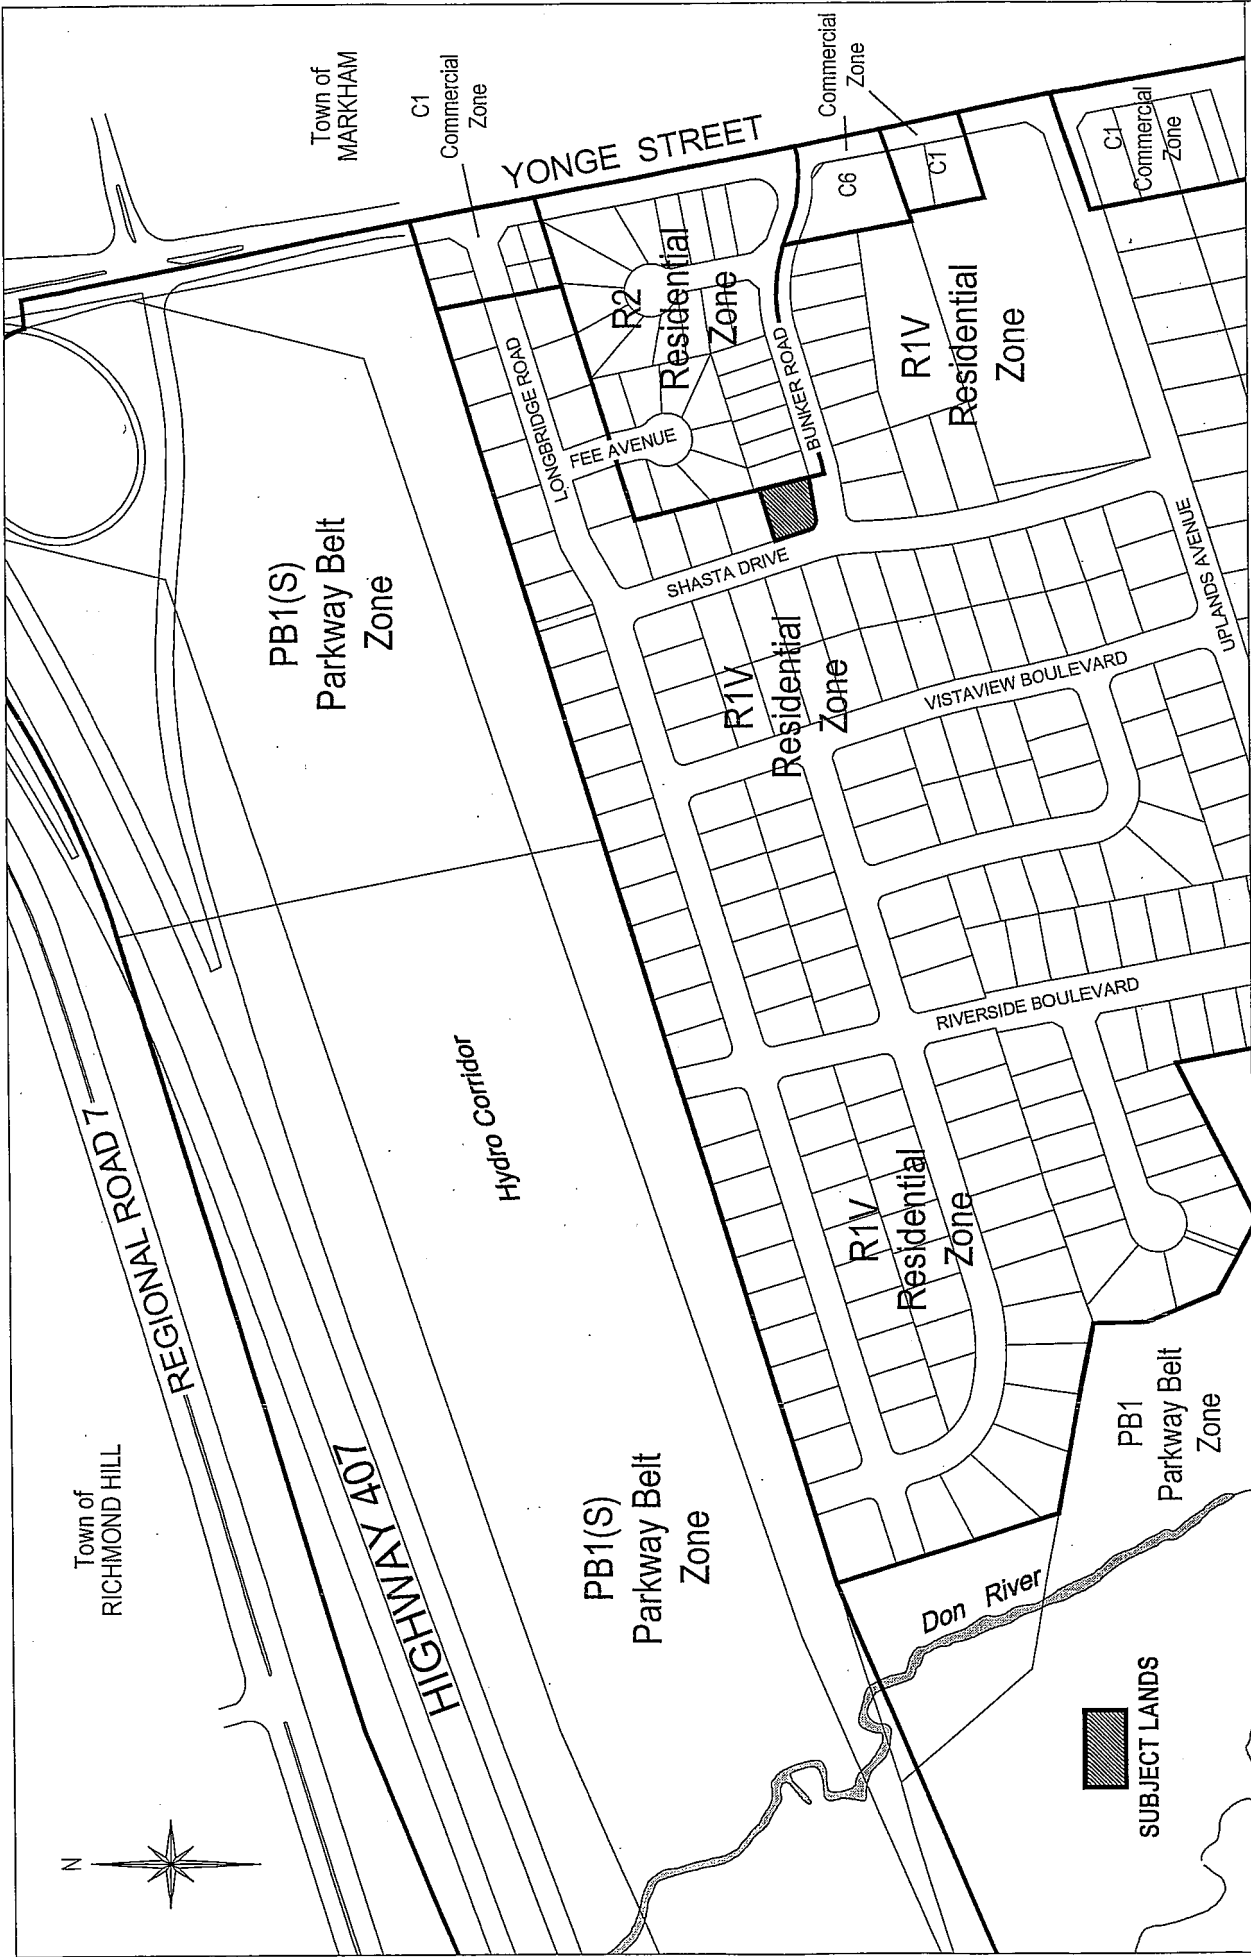 N
Town of
RICHMOND HILL
REGIONAL ROAD 7
HIGHWAY 407
Hydro Corridor
PB1(S)
Parkway Belt
Zone
PB1(S)
Parkway Belt
Zone
Town of
MARKHAM
C1
Commercial
Zone
YONGE STREET
LONGBRIDGE ROAD
FEE AVENUE
R2
Residential
Zone
BUNKER ROAD
C6
Commercial
Zone
C1
C1
Commercial
Zone
R1V
Residential
Zone
SHASTA DRIVE
R1V
Residential
Zone
VISTAVIEW BOULEVARD
UPLANDS AVENUE
RIVERSIDE BOULEVARD
R1V
Residential
Zone
PB1
Parkway Belt
Zone
Don River
SUBJECT LANDS